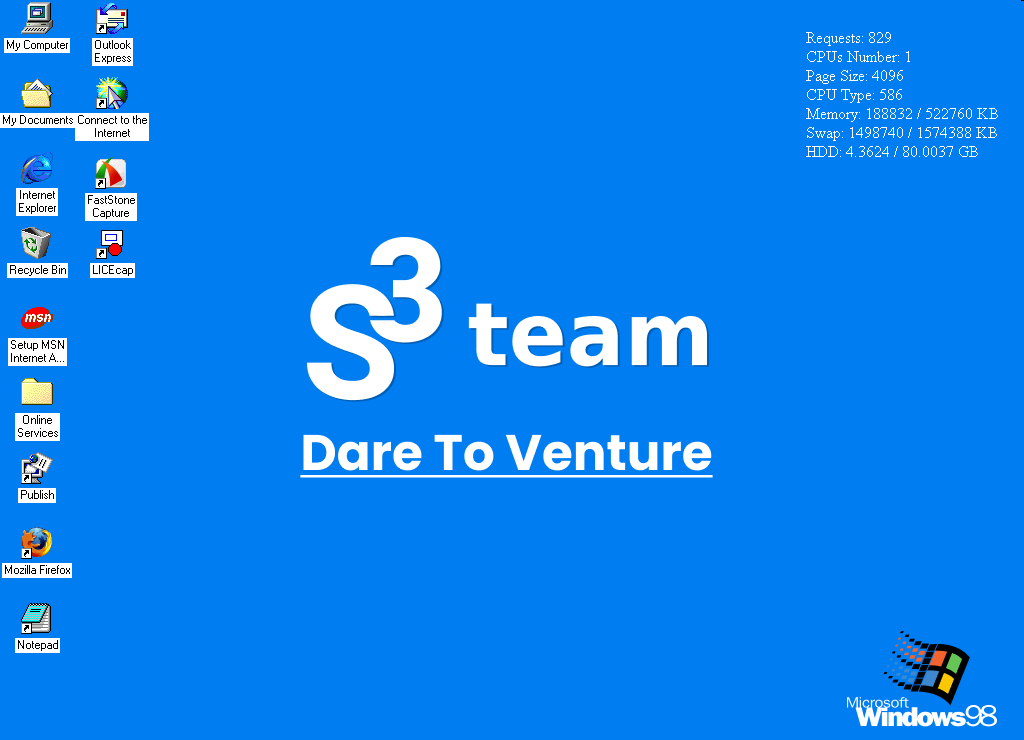 My Computer
Outlook
Express
My Documents
Connect to the
Internet
Internet
Explorer
FastStone
Capture
Recycle Bin
LICEcap
msn
Setup MSN
Internet A...
Online
Services
Publish
Mozilla Firefox
Notepad
Requests: 829
CPUs Number: 1
Page Size: 4096
CPU Type: 586
Memory: 188832 / 522760 KB
Swap: 1498740 / 1574388 KB
HDD: 4.3624 / 80.0037 GB
S3 team
Dare To Venture
Microsoft
Windows98